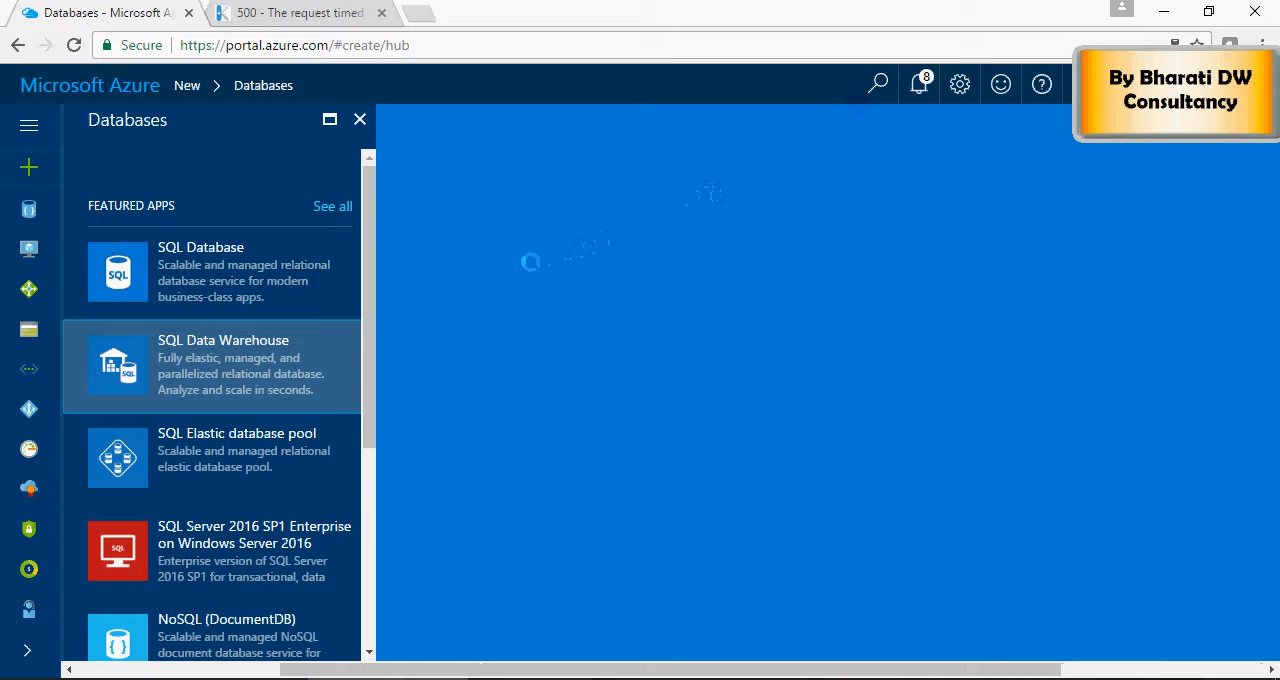 Databases - Microsoft A
500 - The request timed
Secure
https://portal.azure.com/#create/hub
By Bharati DW
Consultancy
Microsoft Azure
New
Databases
8
Databases
FEATURED APPS
See all
SQL Database
Scalable and managed relational
database service for modern
business-class apps.
SQL
SQL Data Warehouse
Fully elastic, managed, and
parallelized relational database.
Analyze and scale in seconds.
SQL
SQL Elastic database pool
Scalable and managed relational
elastic database pool.
SQL Server 2016 SP1 Enterprise
on Windows Server 2016
Enterprise version of SQL Server
2016 SP1 for transactional, data
SQL
NoSQL (DocumentDB)
Scalable and managed NoSQL
document database service for